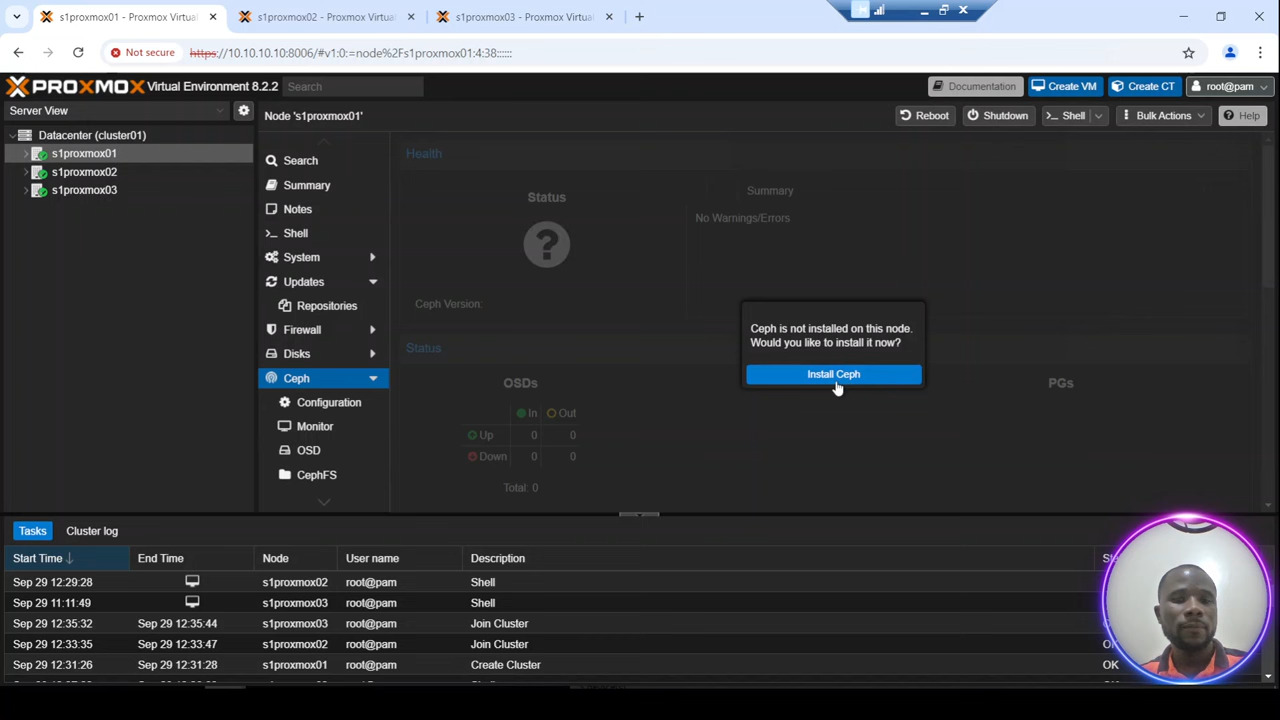 s1proxmox01 - Proxmox Virtual
s1proxmox02 - Proxmox Virtual
s1proxmox03 - Proxmox Virtual
Not secure https://10.10.10.10:8006/#v1:0:=node%2Fs1proxmox01:4:38::::::
PROXMOX Virtual Environment 8.2.2
Search
Documentation
Create VM
Create CT
root@pam
Server View
Node 's1proxmox01'
Reboot
Shutdown
Shell
Bulk Actions
Help
Datacenter (cluster01)
s1proxmox01
s1proxmox02
s1proxmox03
Search
Summary
Notes
Shell
System
Updates
Repositories
Firewall
Disks
Ceph
Configuration
Monitor
OSD
CephFS
Health
Status
Summary
No Warnings/Errors
?
Ceph Version:
Ceph is not installed on this node.
Would you like to install it now?
Install Ceph
Status
OSDs
PGs
In Out
Up 0 0
Down 0 0
Total: 0
Tasks
Cluster log
Start Time End Time Node User name Description
Sep 29 12:29:28 s1proxmox02 root@pam Shell
Sep 29 11:11:49 s1proxmox03 root@pam Shell
Sep 29 12:35:32 Sep 29 12:35:44 s1proxmox03 root@pam Join Cluster
Sep 29 12:33:35 Sep 29 12:33:47 s1proxmox02 root@pam Join Cluster
Sep 29 12:31:26 Sep 29 12:31:28 s1proxmox01 root@pam Create Cluster OK